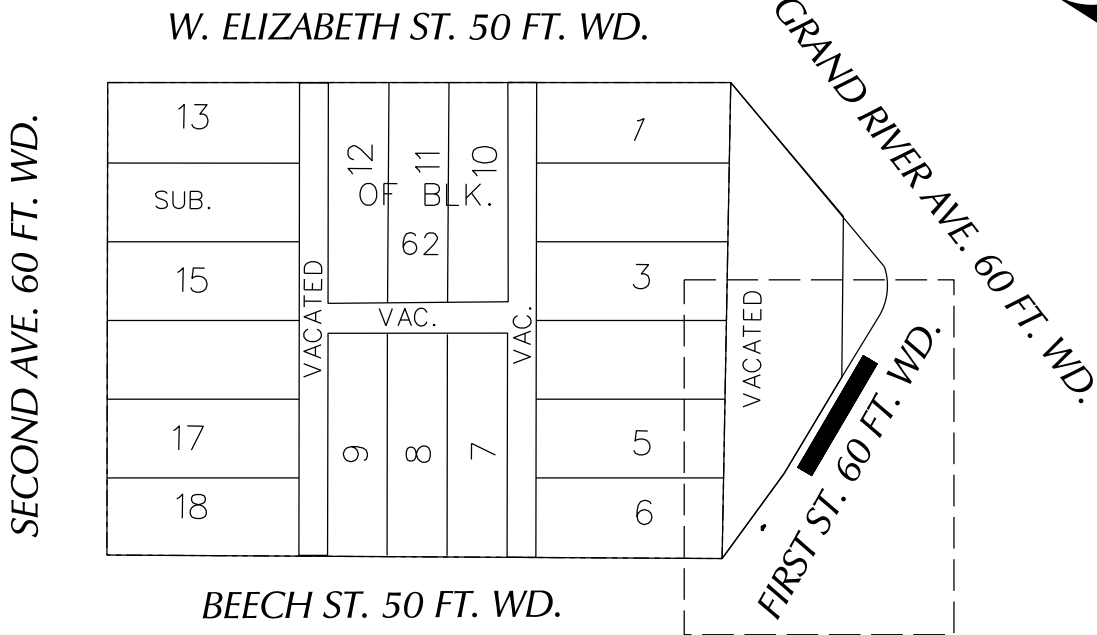 W. ELIZABETH ST. 50 FT. WD.
GRAND RIVER AVE. 60 FT. WD.
SECOND AVE. 60 FT. WD.
13
12
11
10
1
SUB.
OF BLK.
62
15
3
VACATED
VAC.
VAC.
VACATED
17
9
8
7
5
18
6
FIRST ST. 60 FT. WD.
BEECH ST. 50 FT. WD.